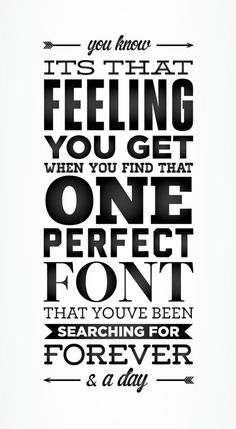 you know
ITS THAT
FEELING
YOU GET
WHEN YOU FIND THAT
ONE
PERFECT
FONT
THAT YOUVE BEEN
SEARCHING FOR
FOREVER
& a day